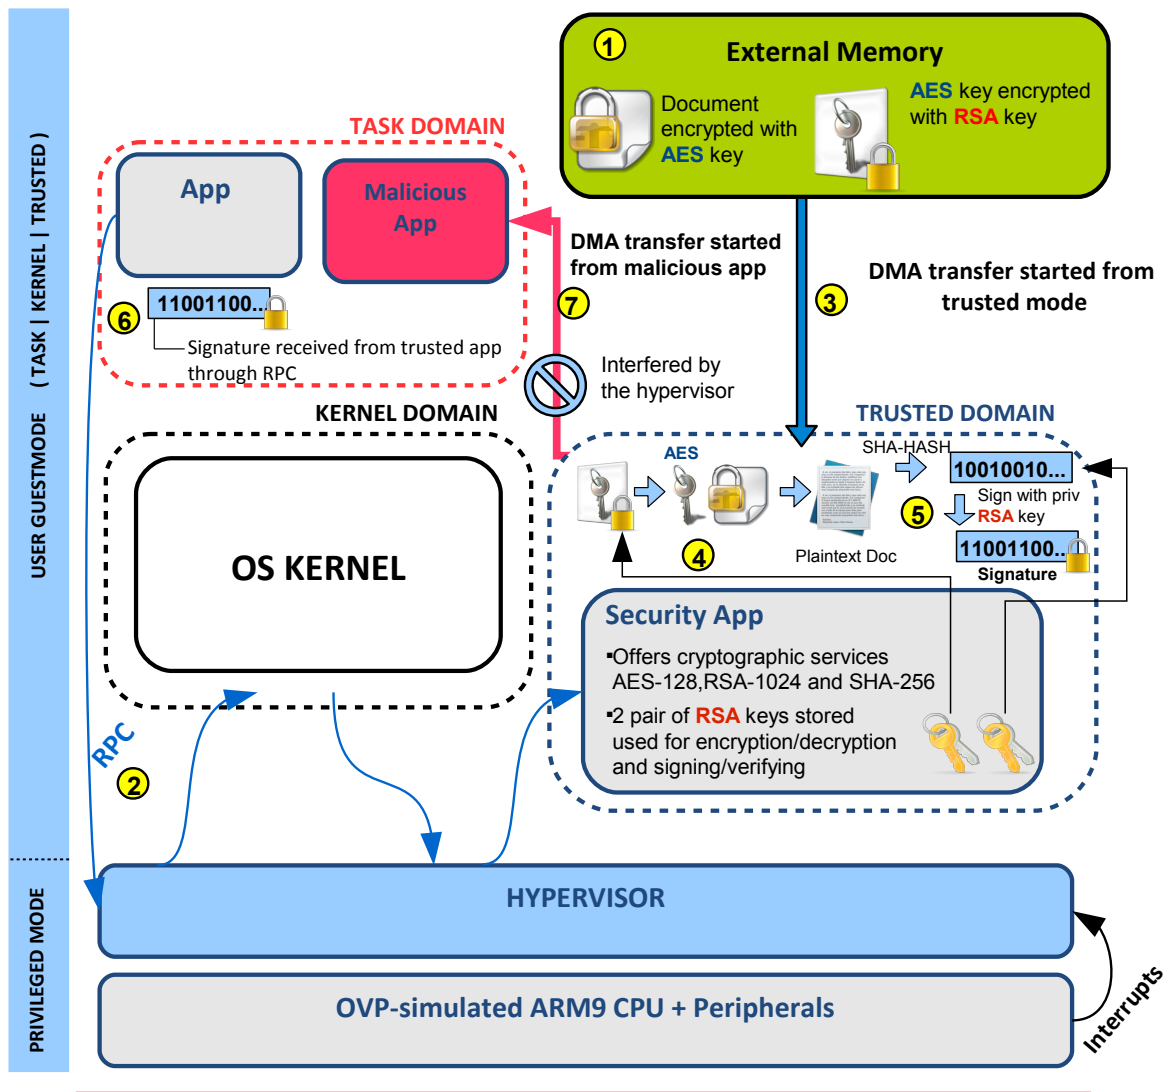 USER GUESTMODE ( TASK | KERNEL | TRUSTED )
PRIVILEGED MODE
1
External Memory
Document
encrypted with
AES key
AES key encrypted
with RSA key
TASK DOMAIN
App
Malicious
App
6
11001100...
Signature received from trusted app
through RPC
DMA transfer started
from malicious app
7
3
DMA transfer started from
trusted mode
Interfered by
the hypervisor
KERNEL DOMAIN
OS KERNEL
TRUSTED DOMAIN
AES
SHA-HASH
10010010...
5
Sign with priv
RSA key
4
Plaintext Doc
11001100...
Signature
Security App
▪Offers cryptographic services
AES-128,RSA-1024 and SHA-256
▪2 pair of RSA keys stored
used for encryption/decryption
and signing/verifying
RPC
2
HYPERVISOR
OVP-simulated ARM9 CPU + Peripherals
Interrupts